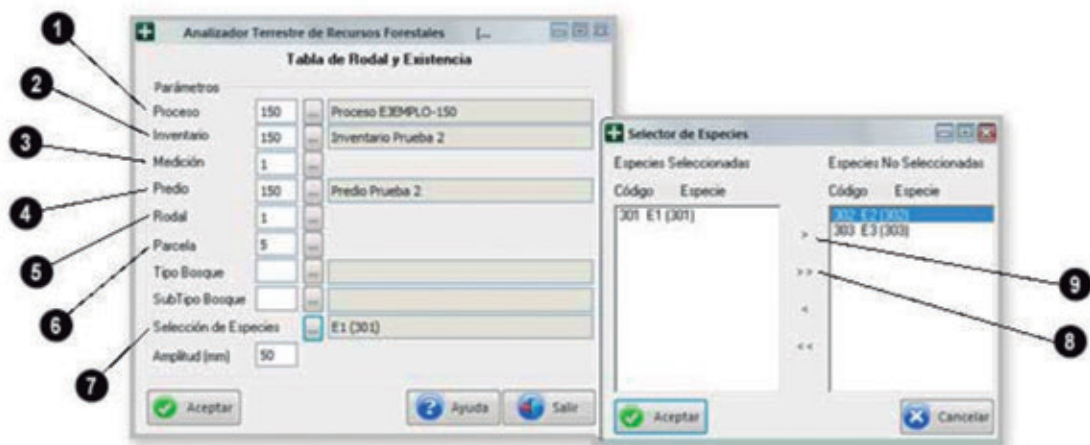 1
2
3
4
5
6
7
8
9
Analizador Terrestre de Recursos Forestales [...
Tabla de Rodal y Existencia
Parámetros
Proceso 150 ... Proceso EJEMPLO-150
Inventario 150 ... Inventario Prueba 2
Medición 1 ...
Predio 150 ... Predio Prueba 2
Rodal 1 ...
Parcela 5 ...
Tipo Bosque ...
SubTipo Bosque ...
Selección de Especies ... E1 (301)
Amplitud (mm) 50
Aceptar Ayuda Salir
Selector de Especies
Especies Seleccionadas Especies No Seleccionadas
Código Especie Código Especie
301 E1 (301) 302 E2 (302)
303 E3 (303)
>
>>
<
<<
Aceptar Cancelar